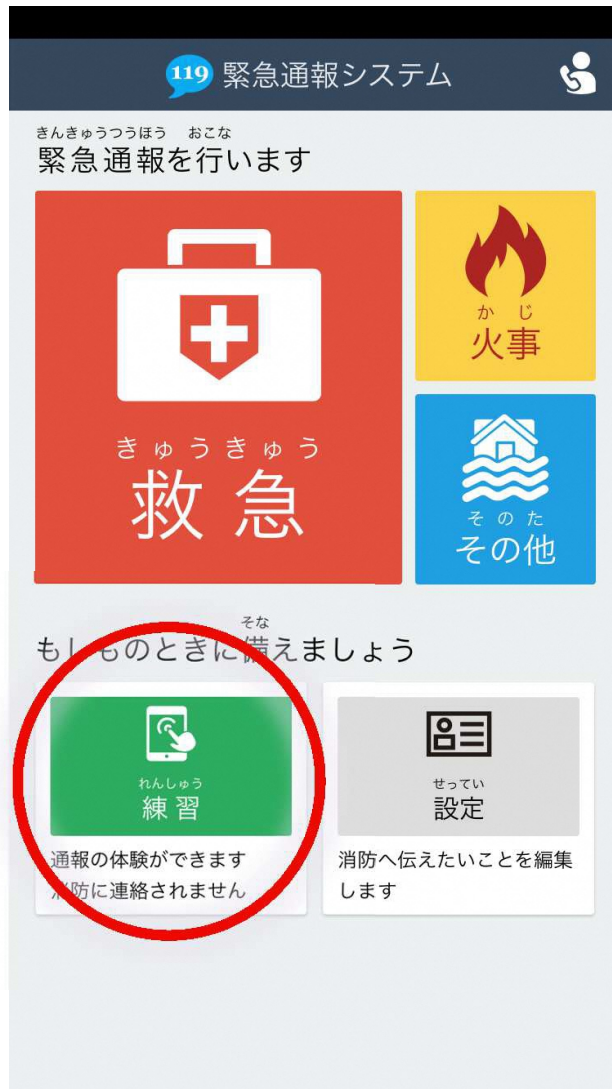 119 緊急通報システム
きんきゅうつうほう おこな
緊急通報を行います
きゅうきゅう
救急
かじ
火事
そのた
その他
そな
もしものときに備えましょう
れんしゅう
練習
通報の体験ができます
消防に連絡されません
せってい
設定
消防へ伝えたいことを編集
します